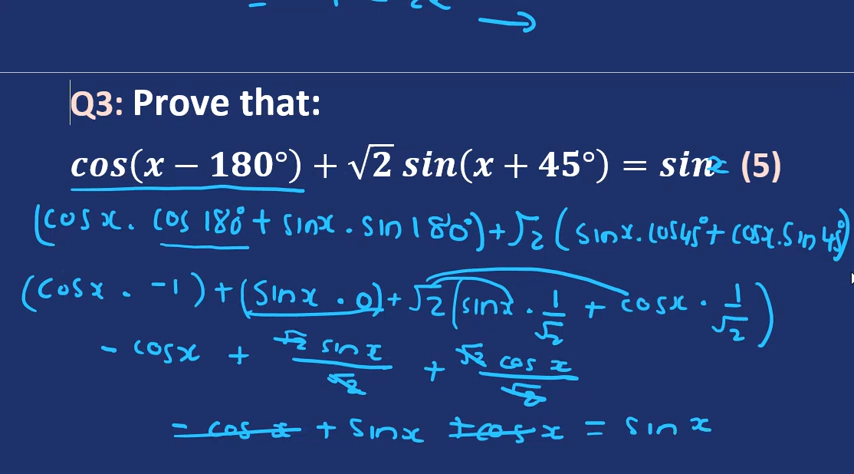 Q3: Prove that:
cos(x − 180°) + √2 sin(x + 45°) = sin x (5)
(cos x · cos 180° + sin x · sin 180°) + √2 (sin x · cos 45° + cos x · sin 45°)
(cos x · −1) + (sin x · 0) + √2 (sin x · 1/√2 + cos x · 1/√2)
− cos x + √2 sin x/√2 + √2 cos x/√2
= cos x + sin x + cos x = sin x